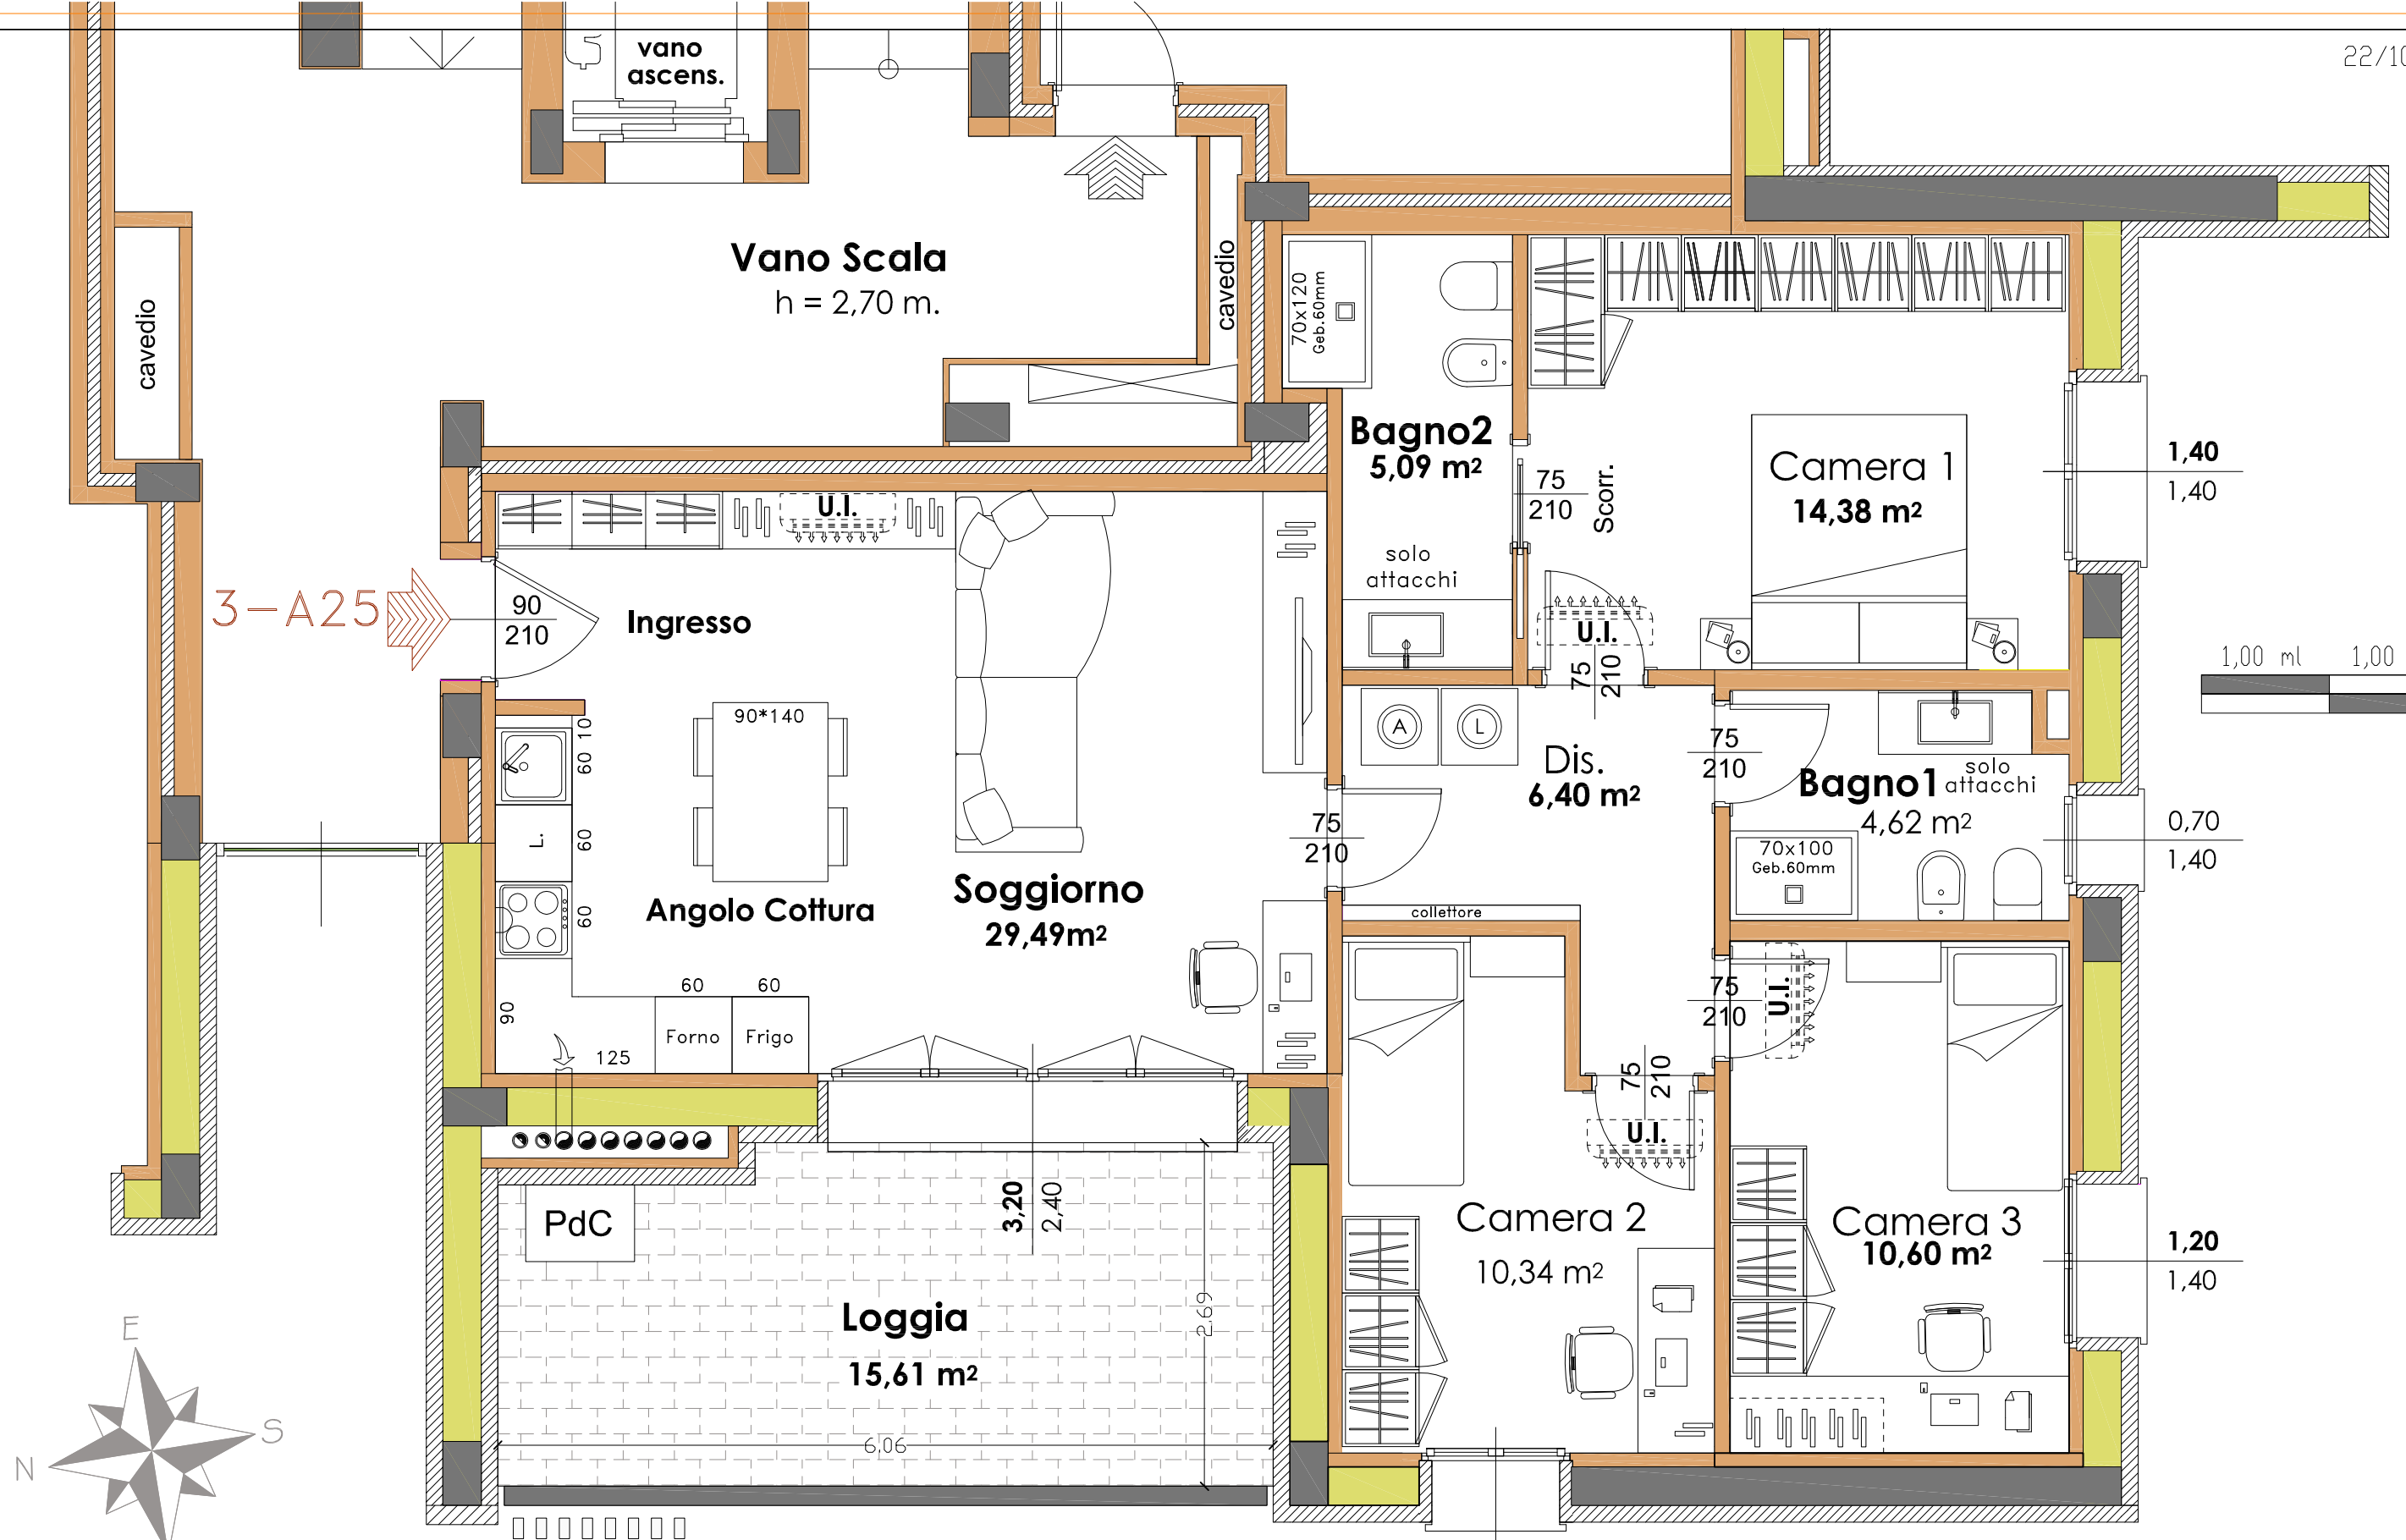 22/10
vano
ascens.
Vano Scala
h = 2,70 m.
cavedio
cavedio
70x120
Geb.60mm
Bagno2
5,09 m²
75
210
Scorr.
solo
attacchi
Camera 1
14,38 m²
1,40
1,40
U.I.
3-A25
90
210
Ingresso
U.I.
75
210
1,00 ml
1,00
90*140
10
60
60
60
L.
A
L
Dis.
6,40 m²
75
210
solo
attacchi
Bagno1
4,62 m²
0,70
1,40
70x100
Geb.60mm
75
210
Angolo Cottura
Soggiorno
29,49m²
collettore
60
60
90
Forno
Frigo
125
75
210
U.I.
75
210
U.I.
PdC
3,20
2,40
2.69
Loggia
15,61 m²
6.06
Camera 2
10,34 m²
Camera 3
10,60 m²
1,20
1,40
E
S
N